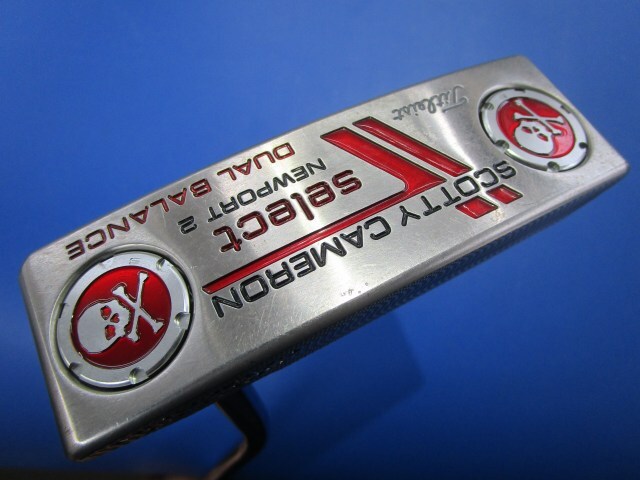 Titleist
SCOTTY CAMERON
select
NEWPORT 2
DUAL BALANCE